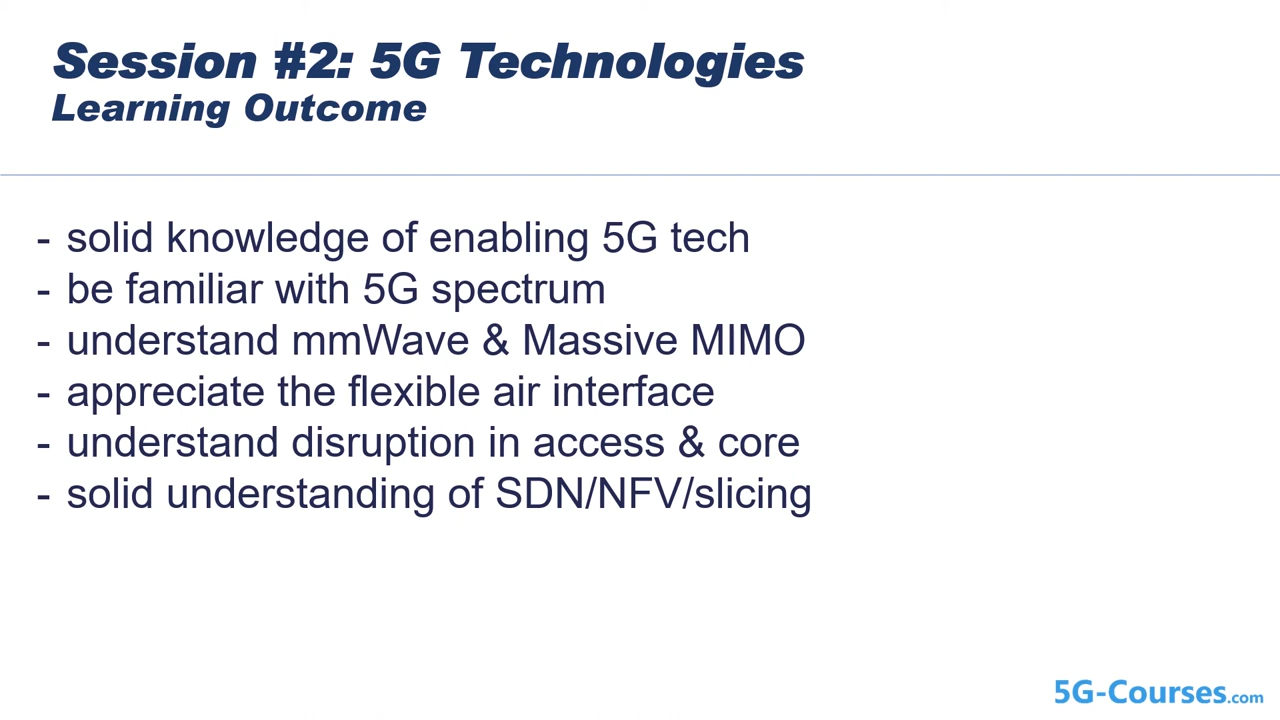 Session #2: 5G Technologies
Learning Outcome
- solid knowledge of enabling 5G tech
- be familiar with 5G spectrum
- understand mmWave & Massive MIMO
- appreciate the flexible air interface
- understand disruption in access & core
- solid understanding of SDN/NFV/slicing
5G-Courses.com